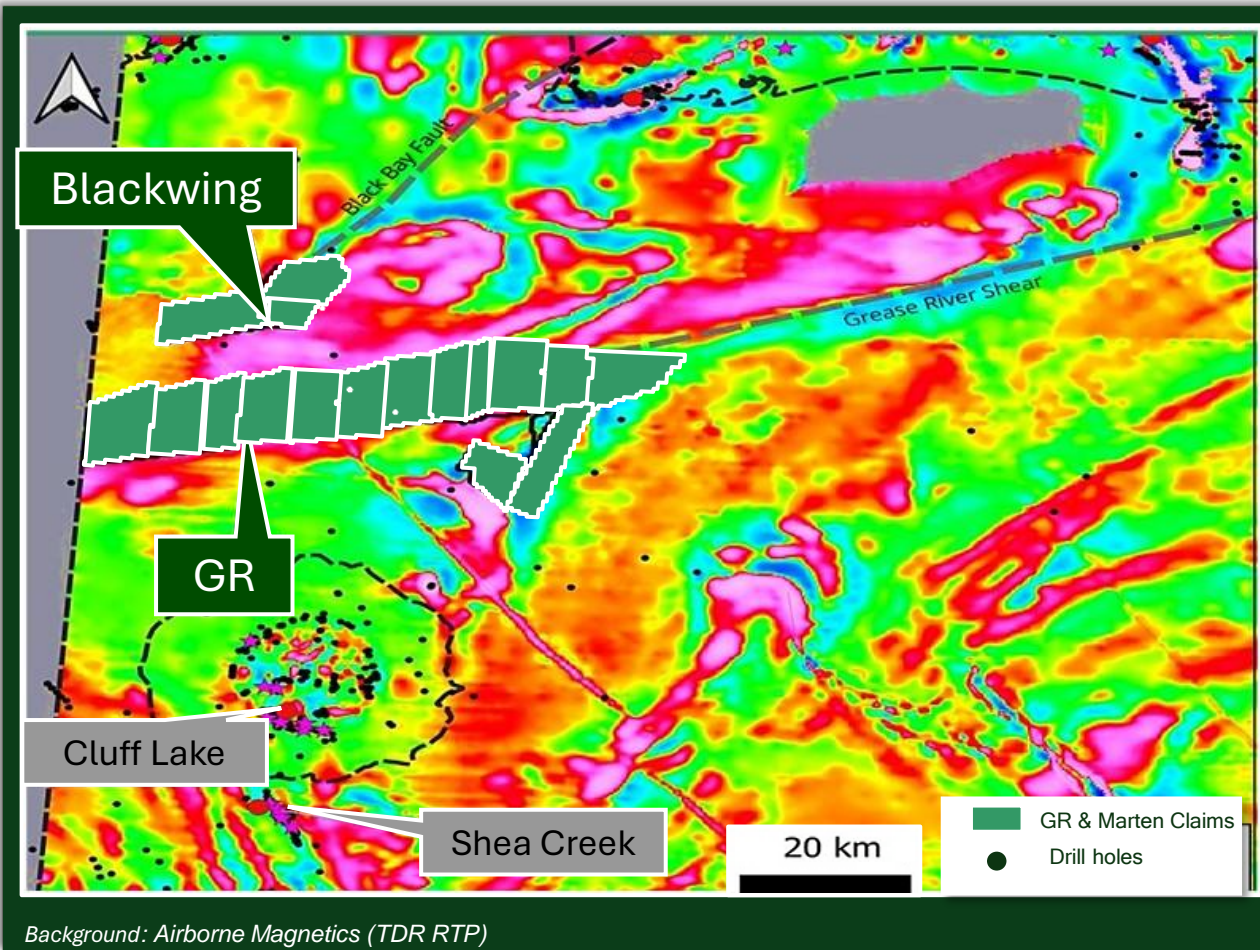 Black Bay Fault
Blackwing
Grease River Shear
GR
Cluff Lake
Shea Creek
GR & Marten Claims
Drill holes
20 km
Background: Airborne Magnetics (TDR RTP)